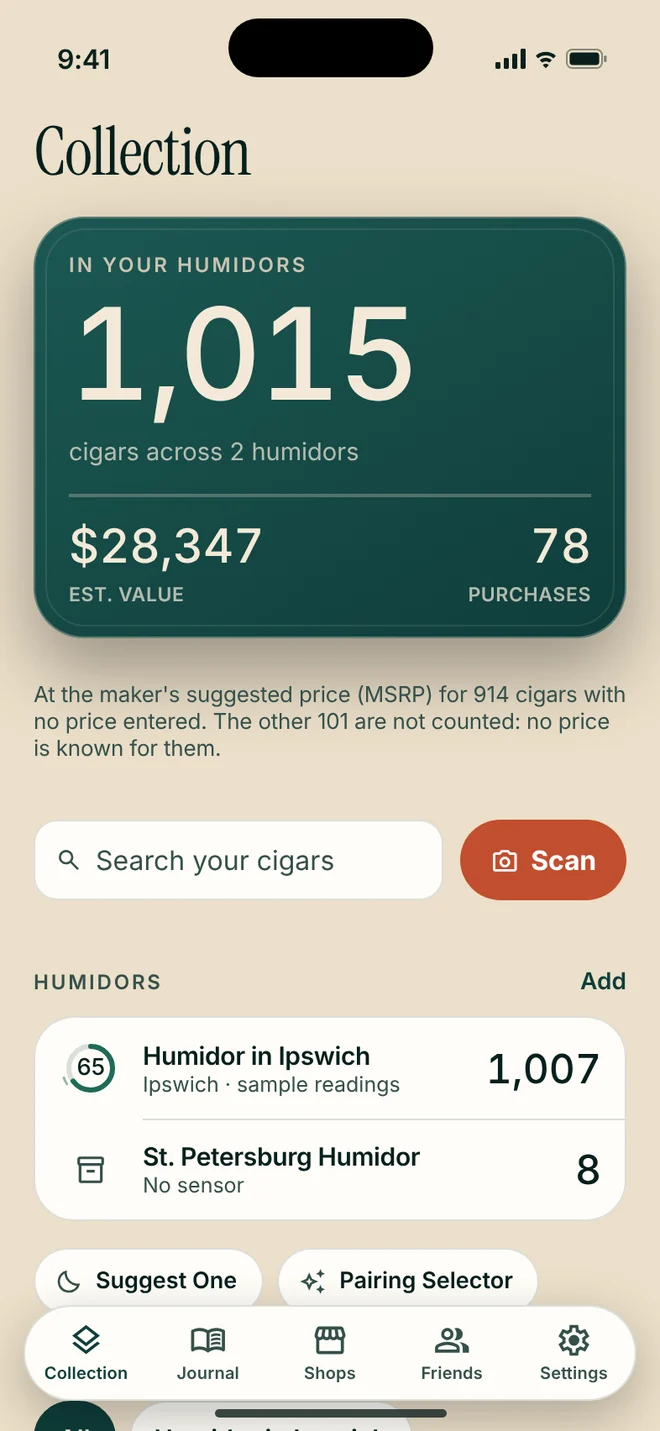 9:41
Collection
IN YOUR HUMIDORS
1,015
cigars across 2 humidors
$28,347
78
EST. VALUE
PURCHASES
At the maker's suggested price (MSRP) for 914 cigars with
no price entered. The other 101 are not counted: no price
is known for them.
Search your cigars
Scan
HUMIDORS
Add
65
Humidor in Ipswich
Ipswich · sample readings
1,007
St. Petersburg Humidor
No sensor
8
Suggest One
Pairing Selector
Collection
Journal
Shops
Friends
Settings